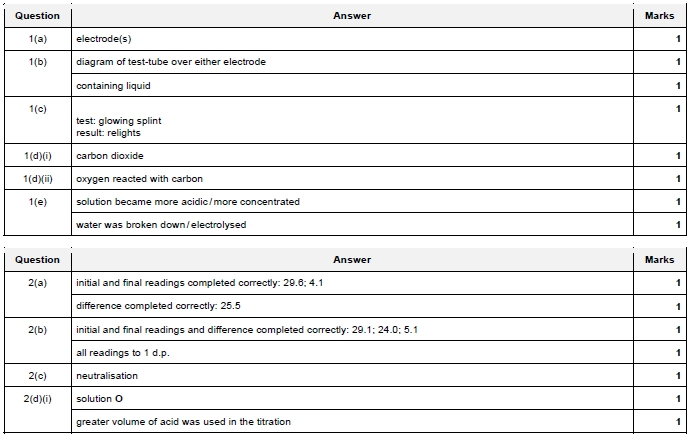 Question Answer Marks
1(a) electrode(s) 1
1(b) diagram of test-tube over either electrode 1
containing liquid 1
1(c) 1
test: glowing splint
result: relights
1(d)(i) carbon dioxide 1
1(d)(ii) oxygen reacted with carbon 1
1(e) solution became more acidic/more concentrated 1
water was broken down/electrolysed 1
Question Answer Marks
2(a) initial and final readings completed correctly: 29.6; 4.1 1
difference completed correctly: 25.5 1
2(b) initial and final readings and difference completed correctly: 29.1; 24.0; 5.1 1
all readings to 1 d.p. 1
2(c) neutralisation 1
2(d)(i) solution O 1
greater volume of acid was used in the titration 1